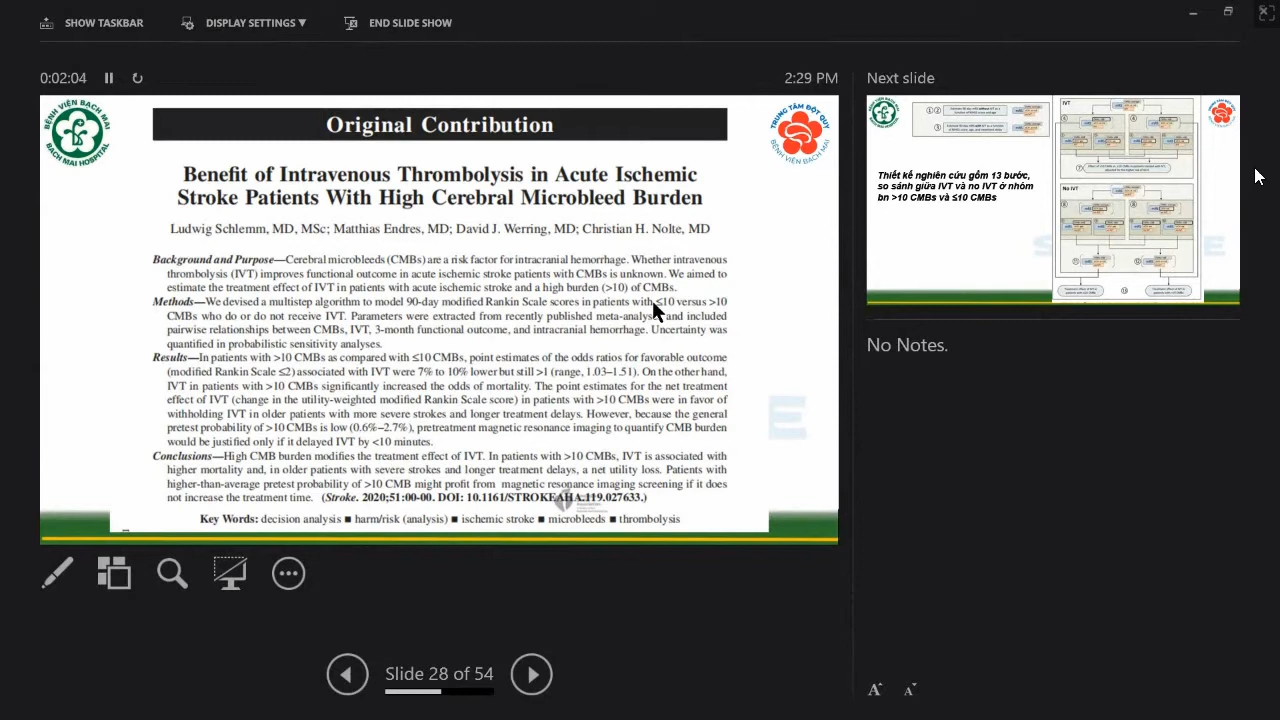 SHOW TASKBAR
DISPLAY SETTINGS ▼
END SLIDE SHOW
0:02:04
2:29 PM
Next slide
BỆNH VIỆN BẠCH MAI
BACH MAI HOSPITAL
Original Contribution
TRUNG TÂM ĐỘT QUỴ
BỆNH VIỆN BẠCH MAI
Benefit of Intravenous Thrombolysis in Acute Ischemic
Stroke Patients With High Cerebral Microbleed Burden
Ludwig Schlemm, MD, MSc; Matthias Endres, MD; David J. Werring, MD; Christian H. Nolte, MD
Background and Purpose—Cerebral microbleeds (CMBs) are a risk factor for intracranial hemorrhage. Whether intravenous
thrombolysis (IVT) improves functional outcome in acute ischemic stroke patients with CMBs is unknown. We aimed to
estimate the treatment effect of IVT in patients with acute ischemic stroke and a high burden (>10) of CMBs.
Methods—We devised a multistep algorithm to model 90-day modified Rankin Scale scores in patients with ≤10 versus >10
CMBs who do or do not receive IVT. Parameters were extracted from recently published meta-analyses and included
pairwise relationships between CMBs, IVT, 3-month functional outcome, and intracranial hemorrhage. Uncertainty was
quantified in probabilistic sensitivity analyses.
Results—In patients with >10 CMBs as compared with ≤10 CMBs, point estimates of the odds ratios for favorable outcome
(modified Rankin Scale ≤2) associated with IVT were 7% to 10% lower but still >1 (range, 1.03–1.51). On the other hand,
IVT in patients with >10 CMBs significantly increased the odds of mortality. The point estimates for the net treatment
effect of IVT (change in the utility-weighted modified Rankin Scale score) in patients with >10 CMBs were in favor of
withholding IVT in older patients with more severe strokes and longer treatment delays. However, because the general
pretest probability of >10 CMBs is low (0.6%–2.7%), pretreatment magnetic resonance imaging to quantify CMB burden
would be justified only if it delayed IVT by <10 minutes.
Conclusions—High CMB burden modifies the treatment effect of IVT. In patients with >10 CMBs, IVT is associated with
higher mortality and, in older patients with severe strokes and longer treatment delays, a net utility loss. Patients with
higher-than-average pretest probability of >10 CMB might profit from magnetic resonance imaging screening if it does
not increase the treatment time. (Stroke. 2020;51:00-00. DOI: 10.1161/STROKEAHA.119.027633.)
Key Words: decision analysis ■ harm/risk (analysis) ■ ischemic stroke ■ microbleeds ■ thrombolysis
E
IVT
No IVT
Thiết kế nghiên cứu gồm 13 bước,
so sánh giữa IVT và no IVT ở nhóm
bn >10 CMBs và ≤10 CMBs
No Notes.
Slide 28 of 54
A A